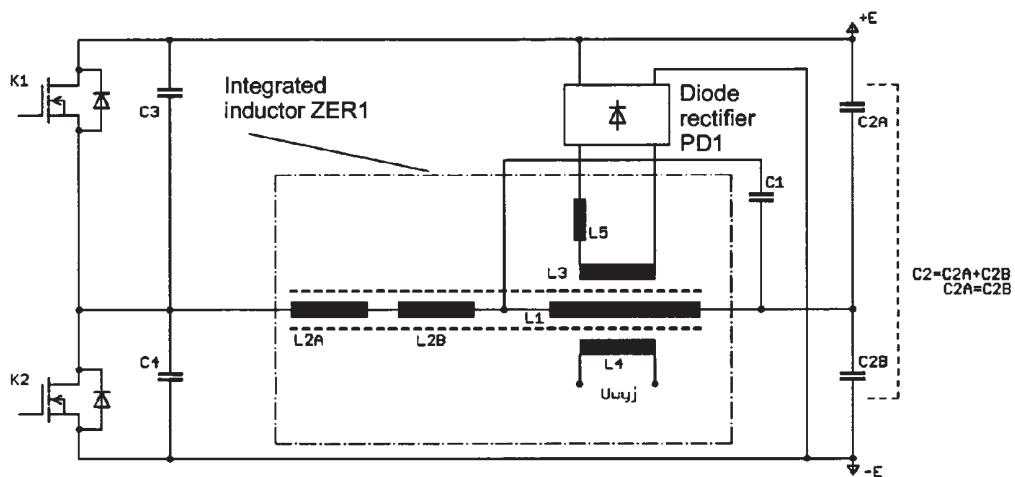 +E
K1
C3
Integrated
inductor ZER1
Diode
rectifier
PD1
C2A
C1
L5
L3
C2=C2A+C2B
C2A=C2B
L1
L2A
L2B
L4
C4
K2
C2B
Uwyj
-E